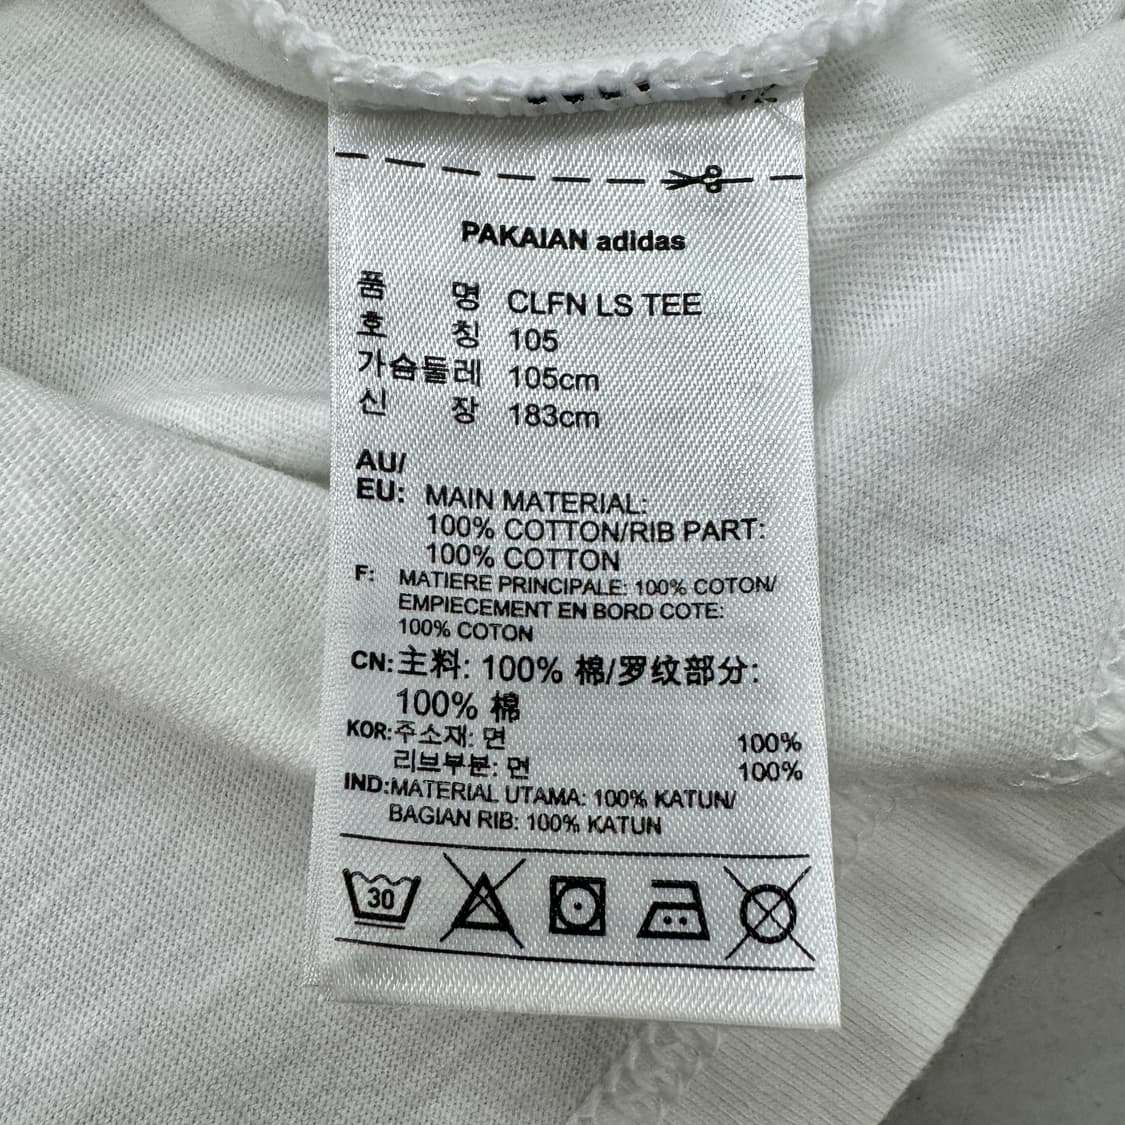 PAKAIAN adidas
품 명 CLFN LS TEE
호 칭 105
가슴둘레 105cm
신 장 183cm
AU/
EU: MAIN MATERIAL:
100% COTTON/RIB PART:
100% COTTON
F: MATIERE PRINCIPALE: 100% COTON/
EMPIECEMENT EN BORD COTE:
100% COTON
CN:主料: 100% 棉/罗纹部分:
100% 棉
KOR:주소재: 면 100%
리브부분: 면 100%
IND:MATERIAL UTAMA: 100% KATUN/
BAGIAN RIB: 100% KATUN
30